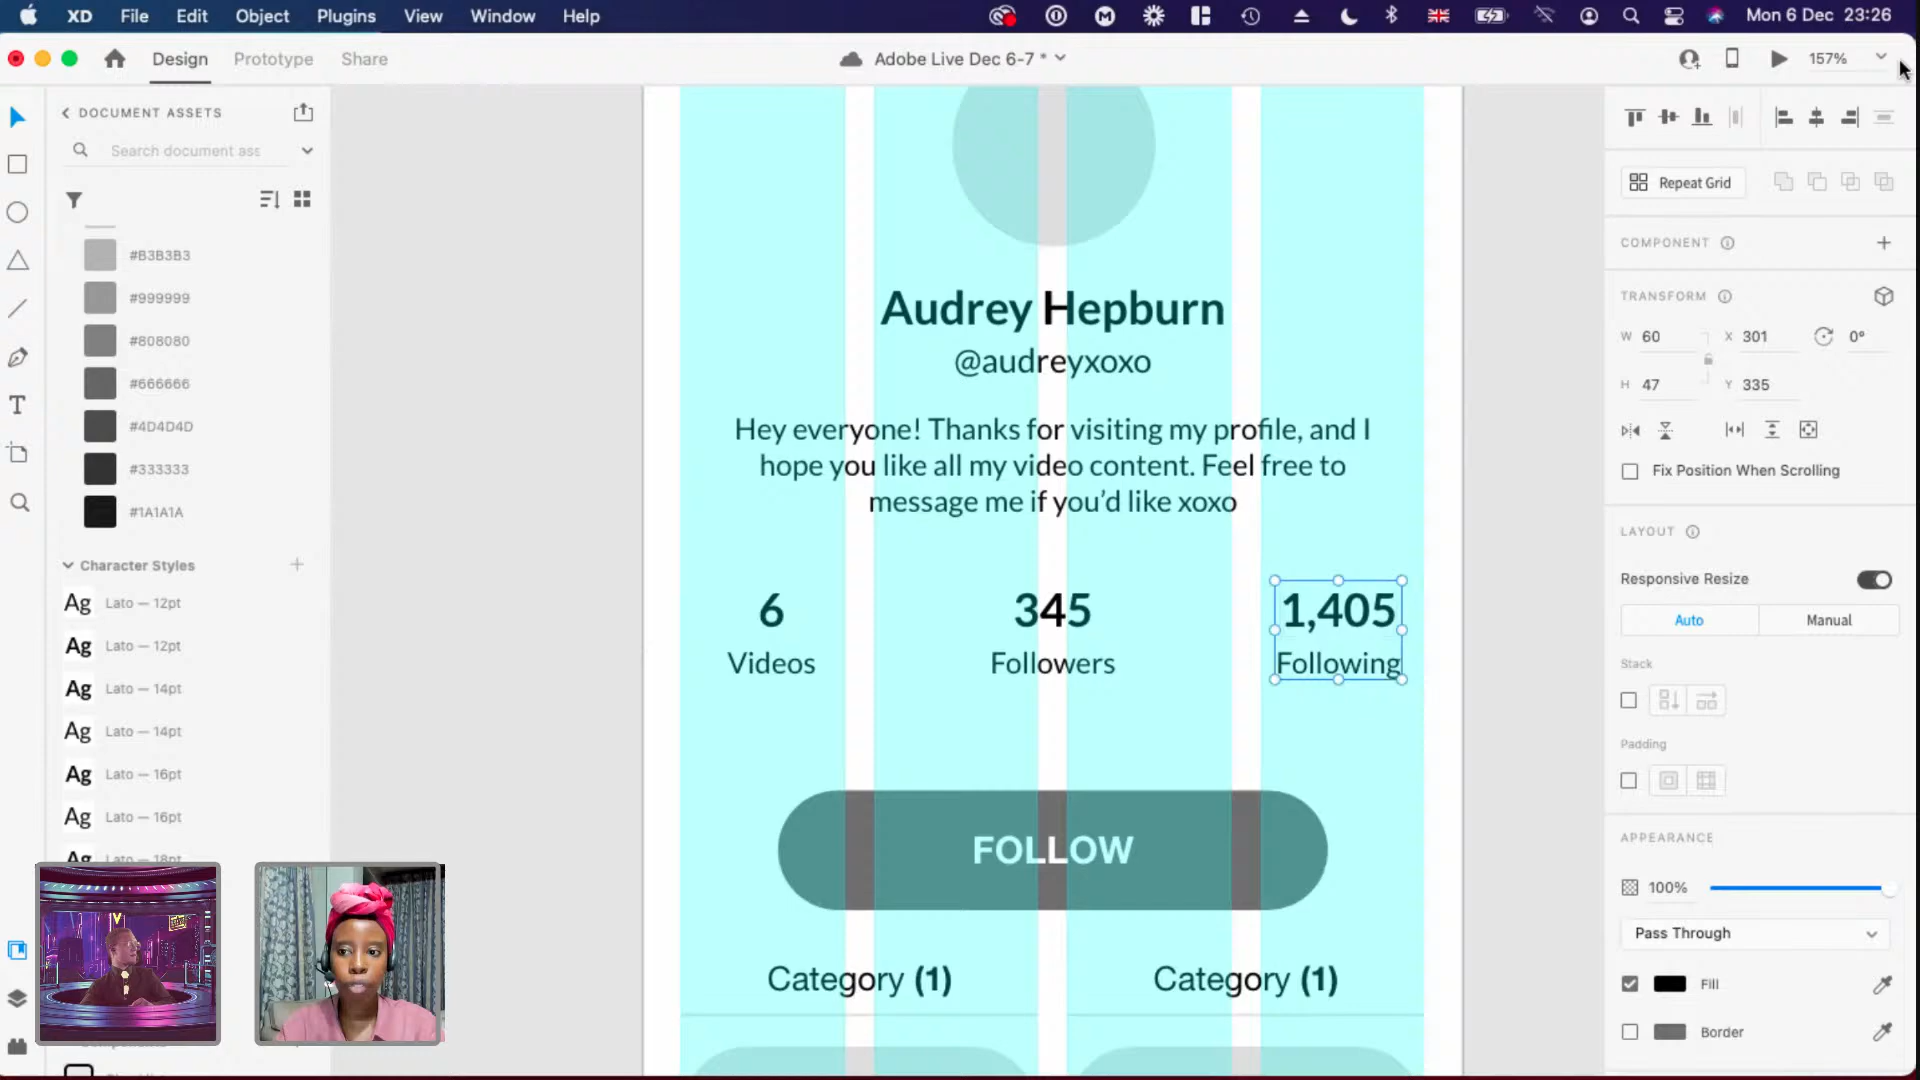 XD File Edit Object Plugins View Window Help
Mon 6 Dec 23:26
Design Prototype Share
Adobe Live Dec 6-7 *
157%
DOCUMENT ASSETS
Search document ass
#B3B3B3
#999999
#808080
#666666
#4D4D4D
#333333
#1A1A1A
Character Styles
Ag Lato — 12pt
Ag Lato — 12pt
Ag Lato — 14pt
Ag Lato — 14pt
Ag Lato — 16pt
Ag Lato — 16pt
Ag Lato — 18pt
Audrey Hepburn
@audreyxoxo
Hey everyone! Thanks for visiting my profile, and I
hope you like all my video content. Feel free to
message me if you’d like xoxo
6 345 1,405
Videos Followers Following
FOLLOW
Category (1) Category (1)
Repeat Grid
COMPONENT
TRANSFORM
W 60 X 301 0°
H 47 Y 335
Fix Position When Scrolling
LAYOUT
Responsive Resize
Auto Manual
Stack
Padding
APPEARANCE
100%
Pass Through
Fill
Border